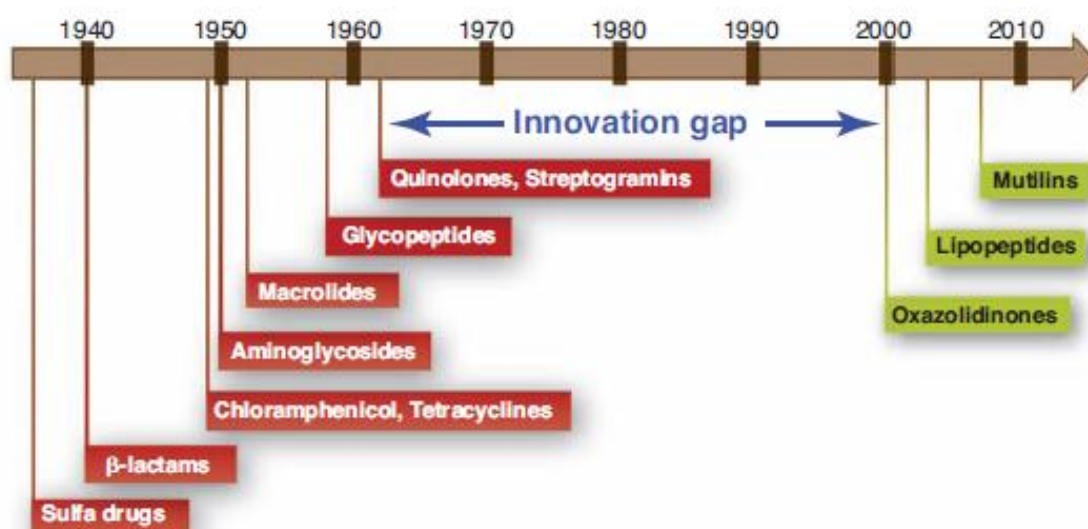 1940 1950 1960 1970 1980 1990 2000 2010
Innovation gap
Quinolones, Streptogramins
Mutilins
Glycopeptides
Lipopeptides
Macrolides
Oxazolidinones
Aminoglycosides
Chloramphenicol, Tetracyclines
β-lactams
Sulfa drugs